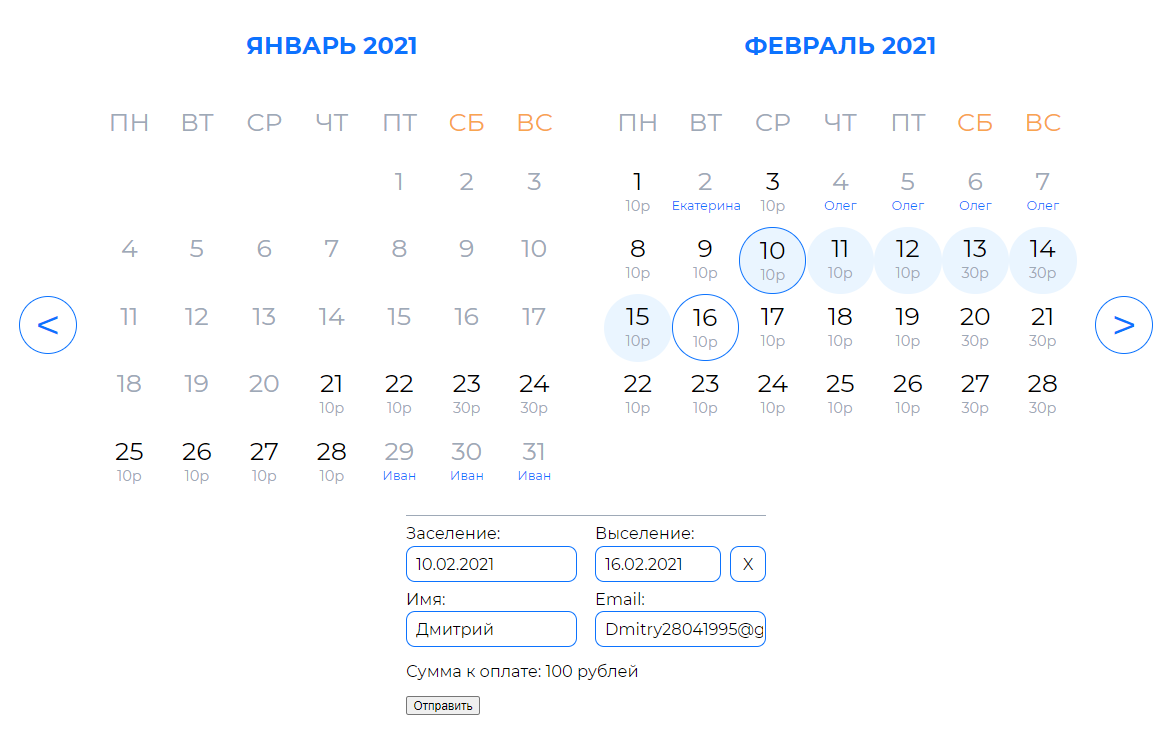 ЯНВАРЬ 2021
ПН ВТ СР ЧТ ПТ СБ ВС
1 2 3
4 5 6 7 8 9 10
11 12 13 14 15 16 17
18 19 20 21 22 23 24
10р 10р 30р 30р
25 26 27 28 29 30 31
10р 10р 10р 10р Иван Иван Иван
ФЕВРАЛЬ 2021
ПН ВТ СР ЧТ ПТ СБ ВС
1 2 3 4 5 6 7
10р Екатерина 10р Олег Олег Олег Олег
8 9 10 11 12 13 14
10р 10р 10р 10р 10р 30р 30р
15 16 17 18 19 20 21
10р 10р 10р 10р 10р 30р 30р
22 23 24 25 26 27 28
10р 10р 10р 10р 10р 30р 30р
< >
Заселение: Выселение:
10.02.2021 16.02.2021 X
Имя: Email:
Дмитрий Dmitry28041995@g
Сумма к оплате: 100 рублей
Отправить